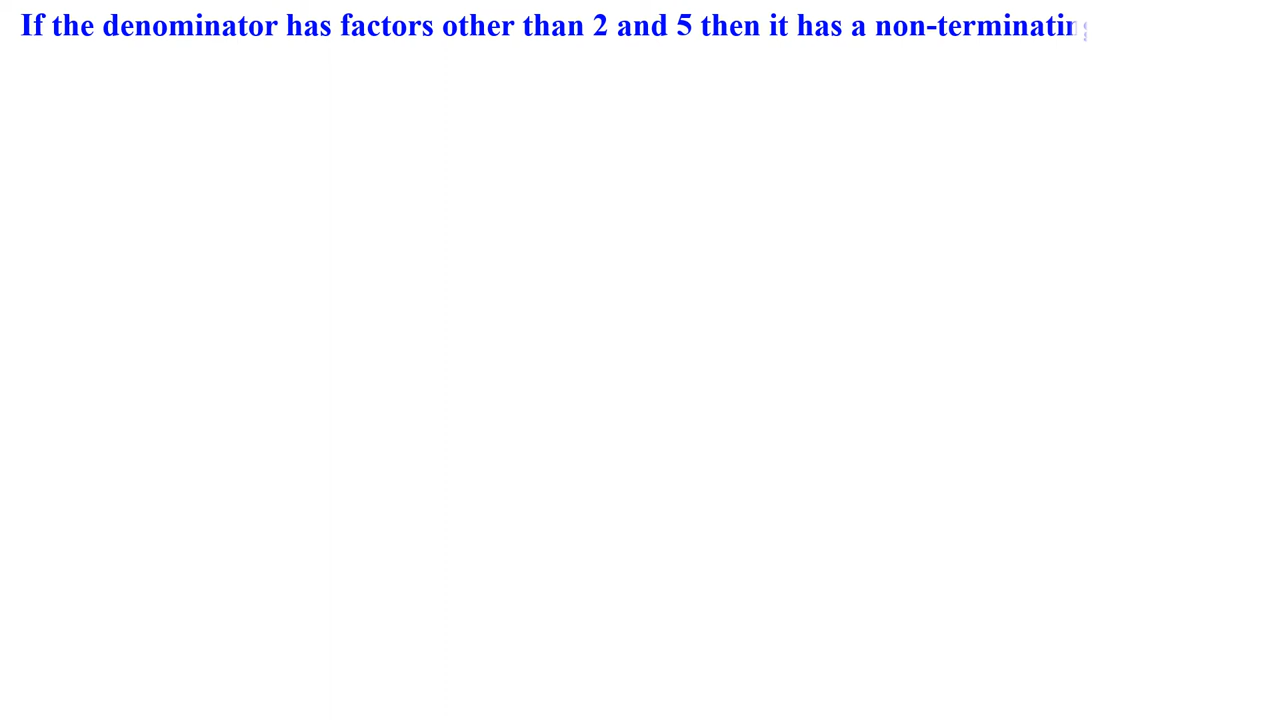 If the denominator has factors other than 2 and 5 then it has a non-terminatin